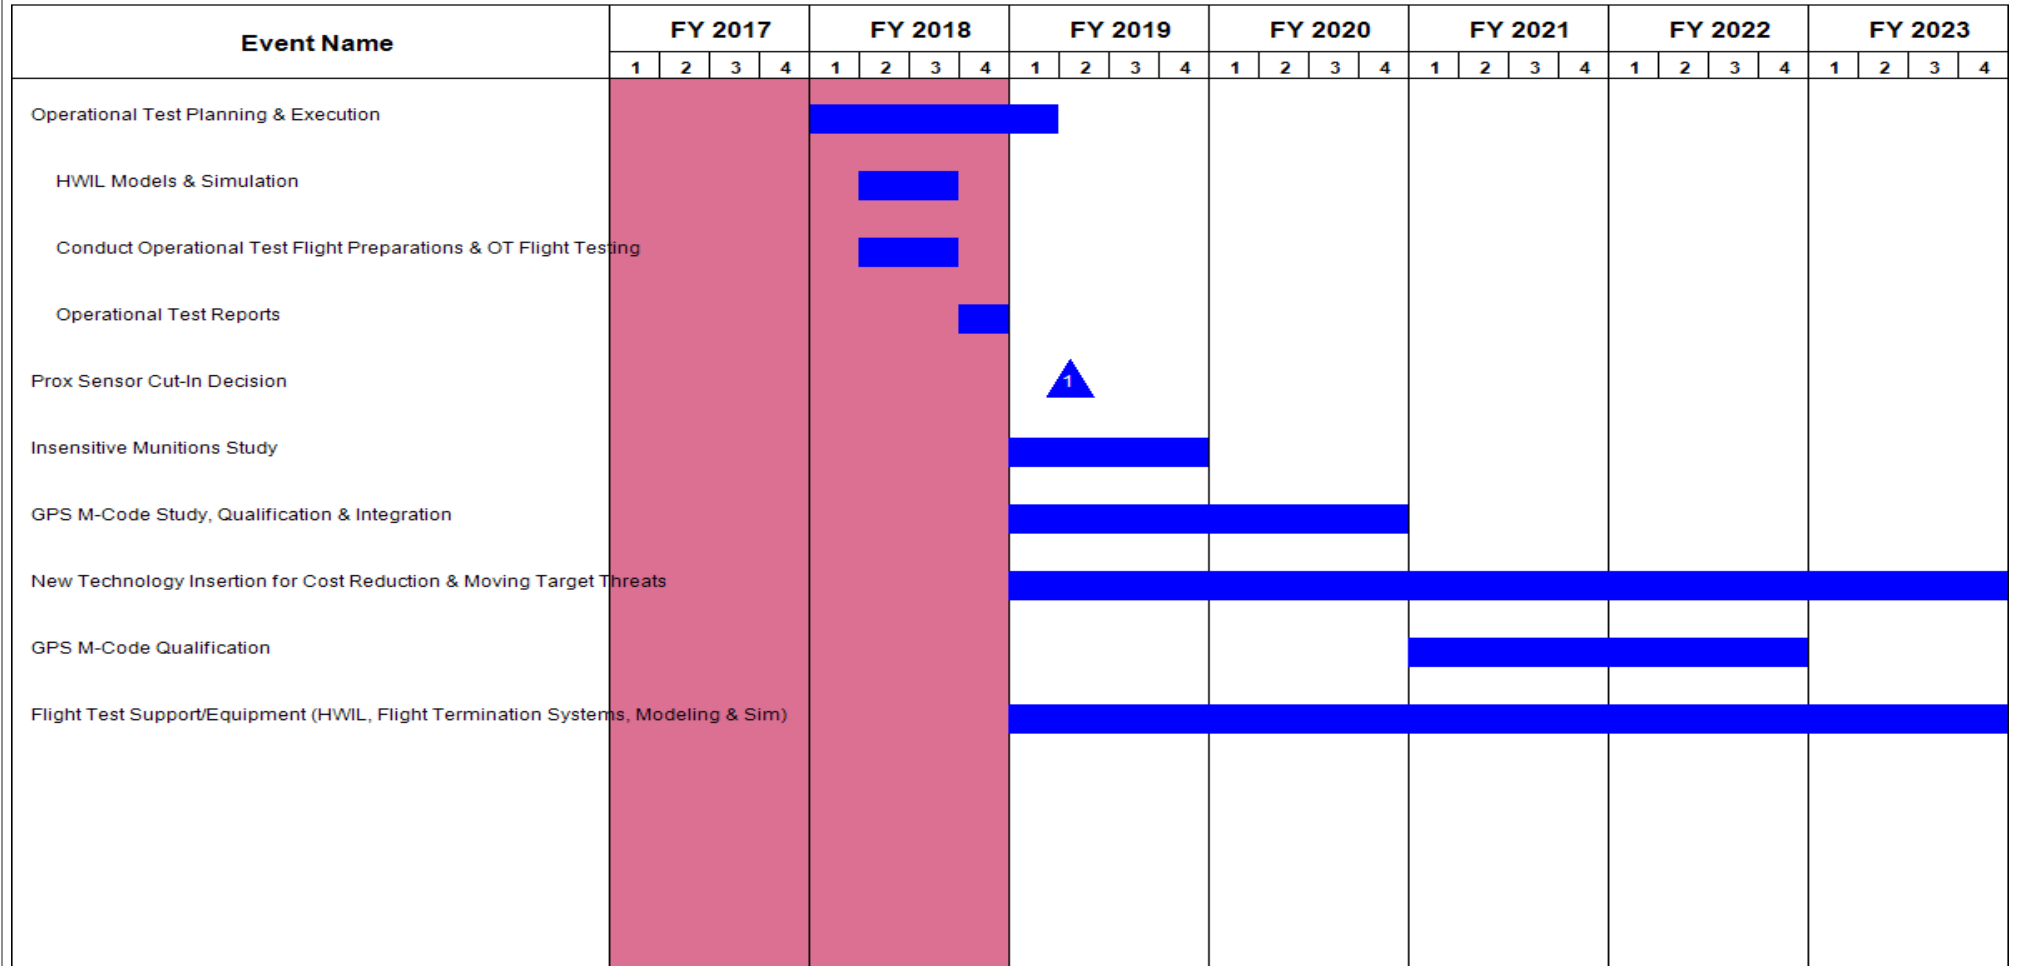 Event Name FY 2017 FY 2018 FY 2019 FY 2020 FY 2021 FY 2022 FY 2023
1 2 3 4 1 2 3 4 1 2 3 4 1 2 3 4 1 2 3 4 1 2 3 4 1 2 3 4
Operational Test Planning & Execution
HWIL Models & Simulation
Conduct Operational Test Flight Preparations & OT Flight Testing
Operational Test Reports
Prox Sensor Cut-In Decision 1
Insensitive Munitions Study
GPS M-Code Study, Qualification & Integration
New Technology Insertion for Cost Reduction & Moving Target Threats
GPS M-Code Qualification
Flight Test Support/Equipment (HWIL, Flight Termination Systems, Modeling & Sim)